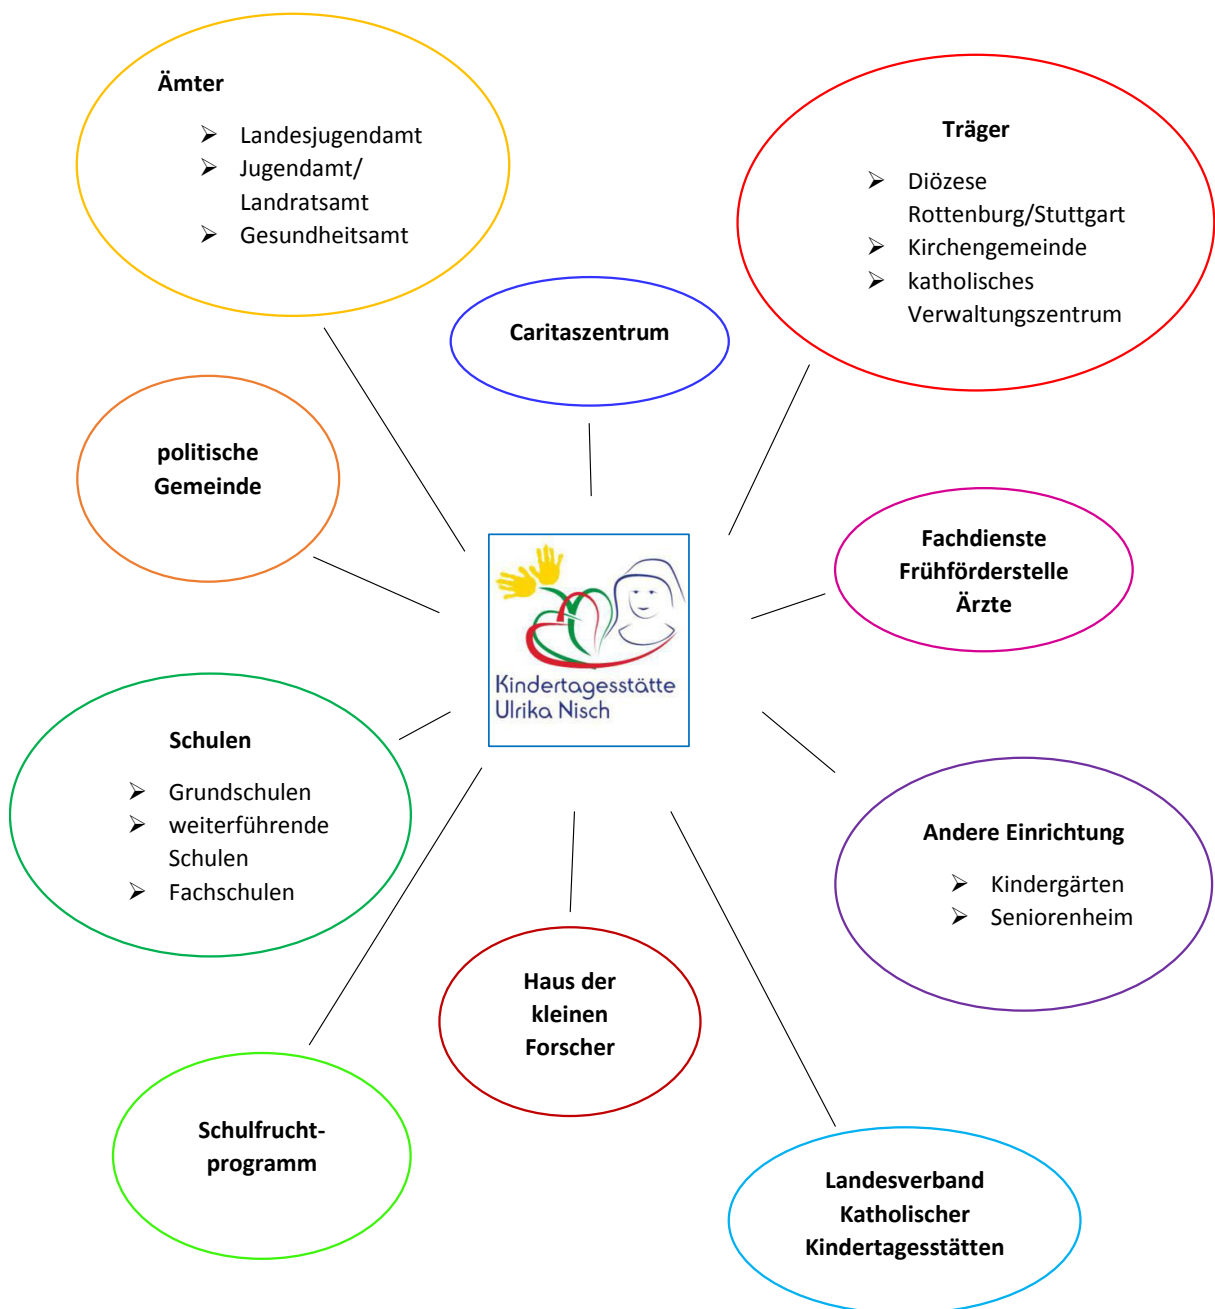 Ämter
➢ Landesjugendamt
➢ Jugendamt/
Landratsamt
➢ Gesundheitsamt
Träger
➢ Diözese
Rottenburg/Stuttgart
➢ Kirchengemeinde
➢ katholisches
Verwaltungszentrum
Caritaszentrum
politische
Gemeinde
Fachdienste
Frühförderstelle
Ärzte
Kindertagesstätte
Ulrika Nisch
Schulen
➢ Grundschulen
➢ weiterführende
Schulen
➢ Fachschulen
Andere Einrichtung
➢ Kindergärten
➢ Seniorenheim
Haus der
kleinen
Forscher
Schulfrucht-
programm
Landesverband
Katholischer
Kindertagesstätten